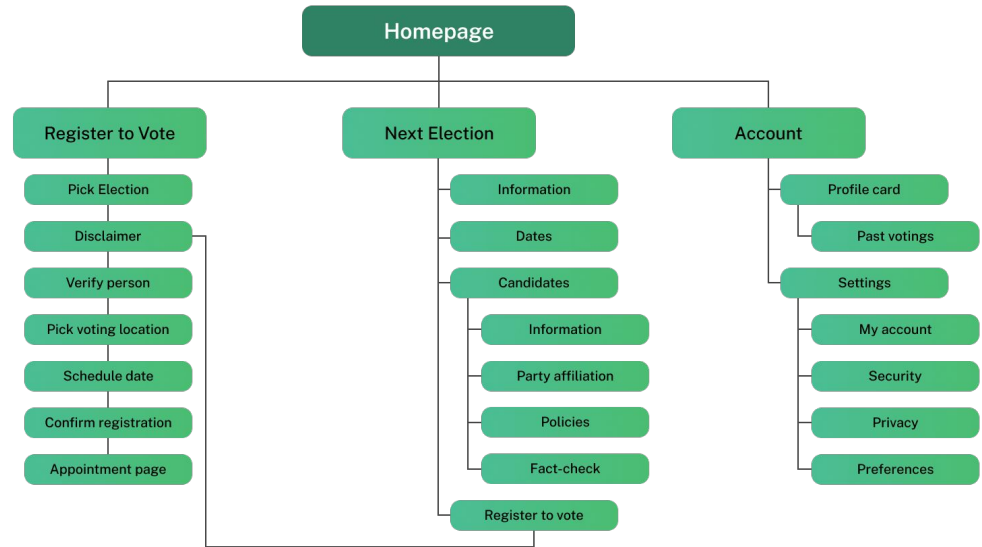 Homepage
Register to Vote
Pick Election
Disclaimer
Verify person
Pick voting location
Schedule date
Confirm registration
Appointment page
Next Election
Information
Dates
Candidates
Information
Party affiliation
Policies
Fact-check
Register to vote
Account
Profile card
Past votings
Settings
My account
Security
Privacy
Preferences